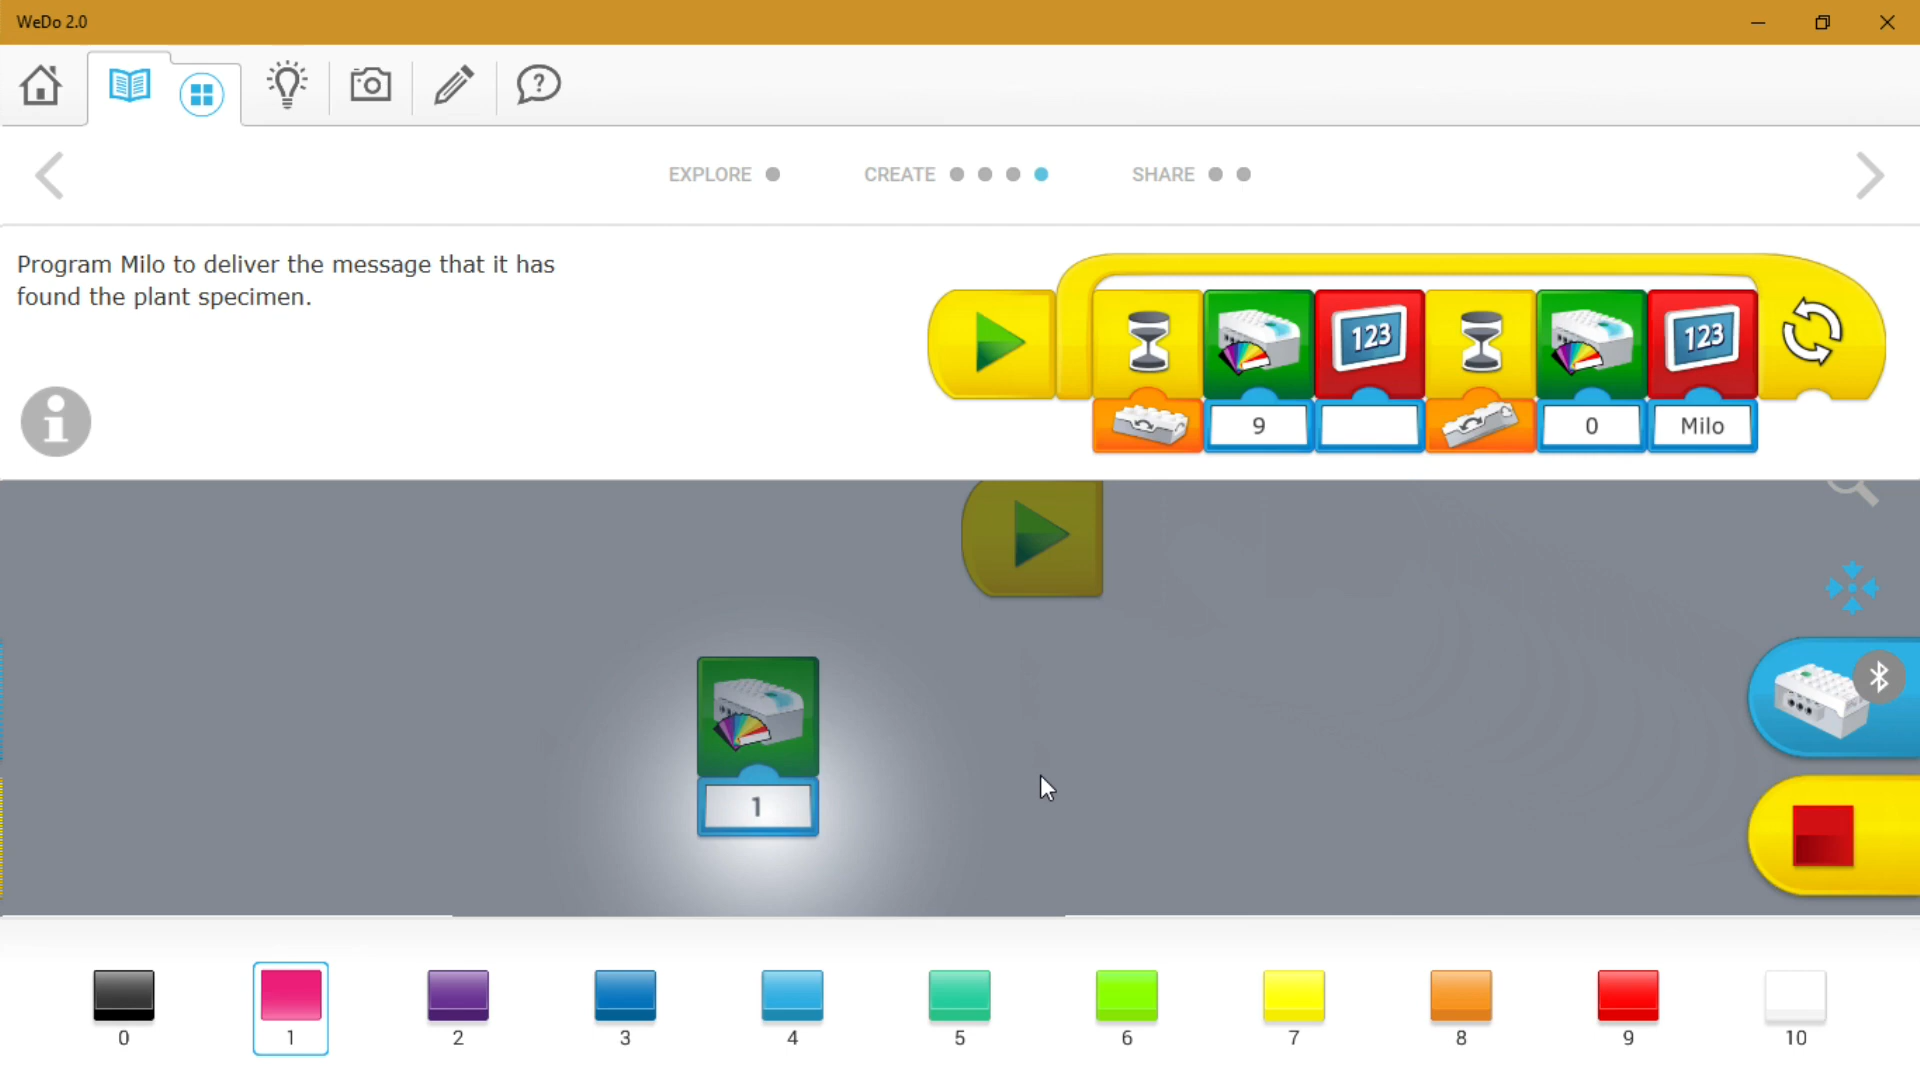 WeDo 2.0
?
EXPLORE CREATE SHARE
Program Milo to deliver the message that it has
found the plant specimen.
123 123
9 0 Milo
1
0 1 2 3 4 5 6 7 8 9 10